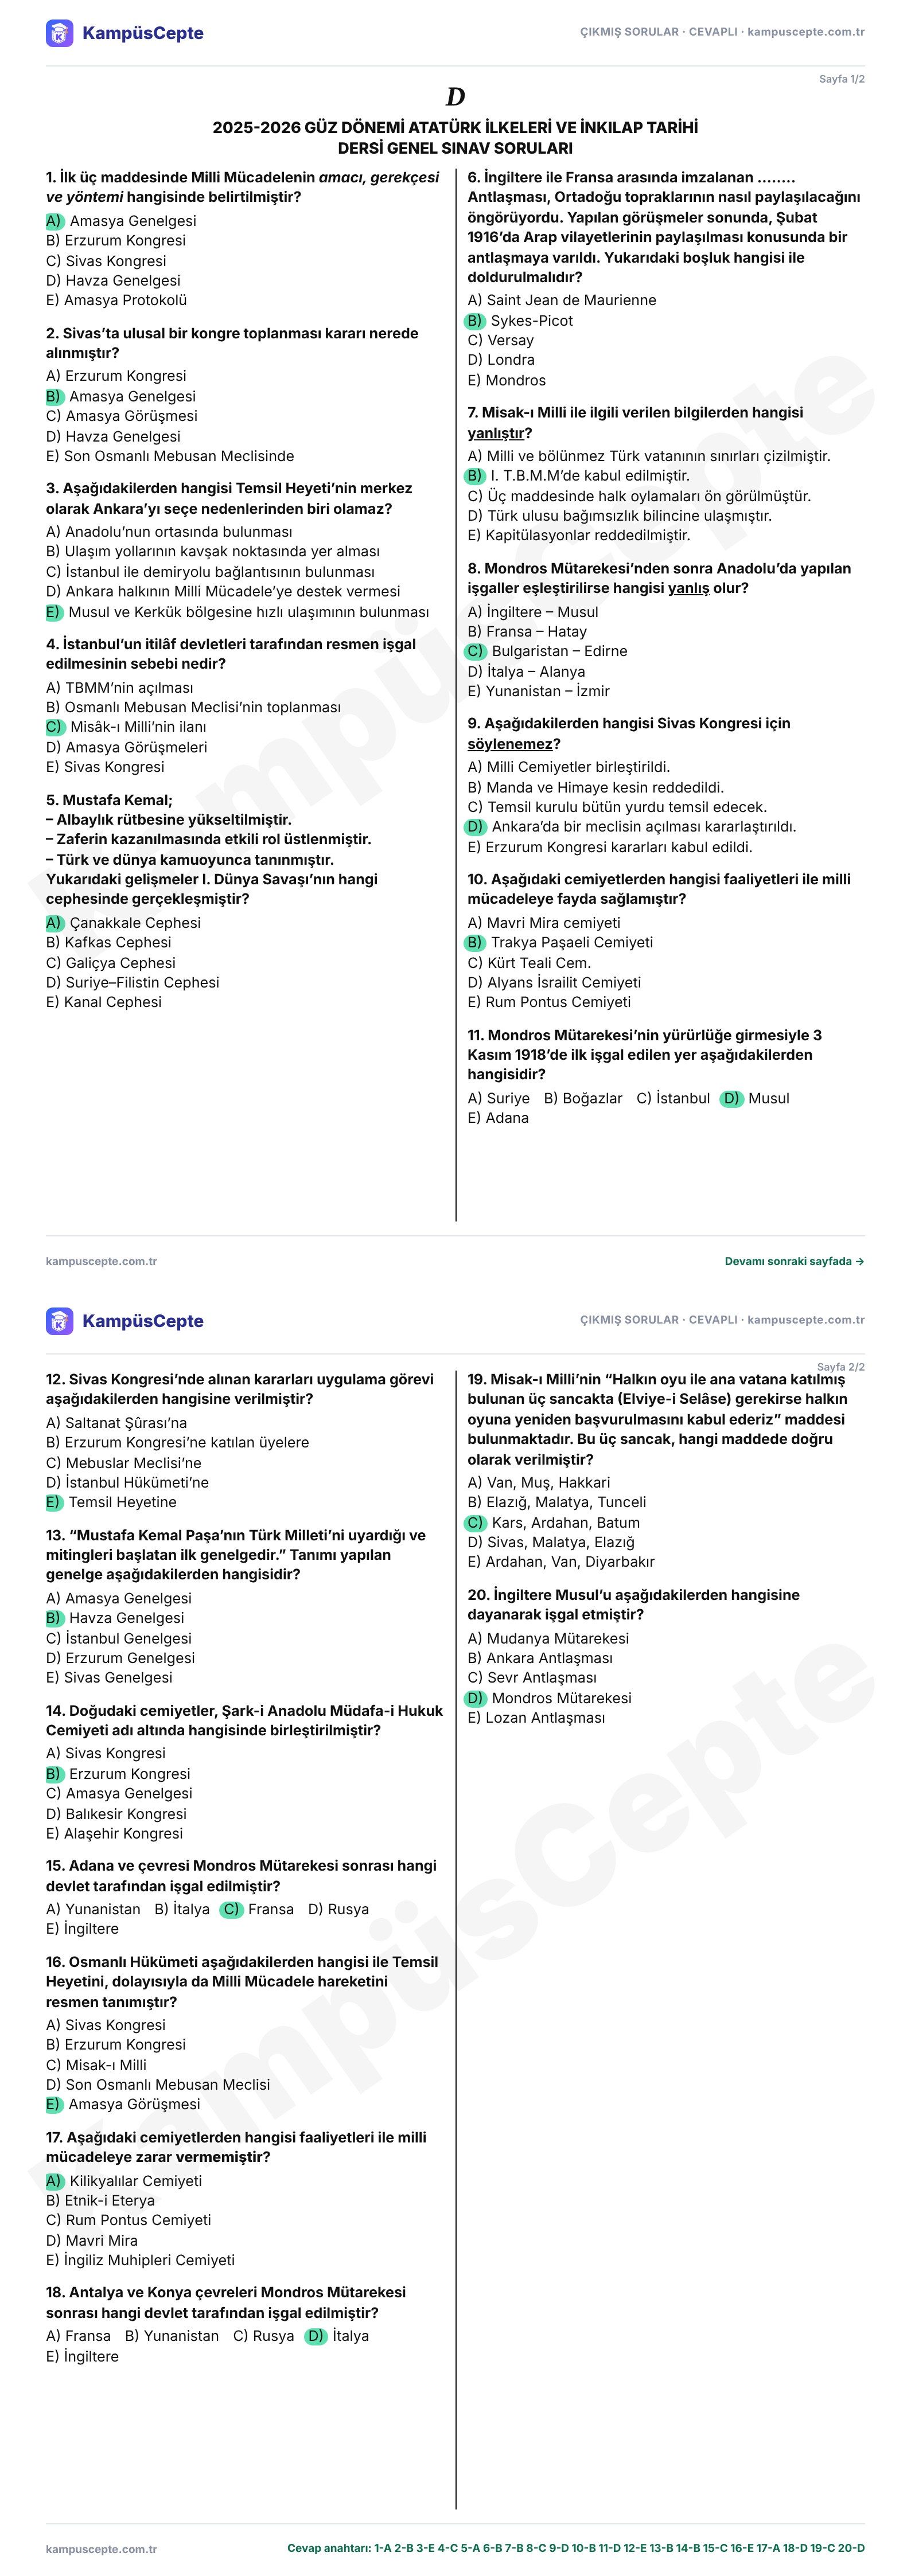 KampüsCepte
ÇIKMIŞ SORULAR · CEVAPLI · kampuscepte.com.tr
Sayfa 1/2
D
2025-2026 GÜZ DÖNEMİ ATATÜRK İLKELERİ VE İNKILAP TARİHİ
DERSİ GENEL SINAV SORULARI
1. İlk üç maddesinde Milli Mücadelenin amacı, gerekçesi
ve yöntemi hangisinde belirtilmiştir?
A) Amasya Genelgesi
B) Erzurum Kongresi
C) Sivas Kongresi
D) Havza Genelgesi
E) Amasya Protokolü
2. Sivas’ta ulusal bir kongre toplanması kararı nerede
alınmıştır?
A) Erzurum Kongresi
B) Amasya Genelgesi
C) Amasya Görüşmesi
D) Havza Genelgesi
E) Son Osmanlı Mebusan Meclisinde
3. Aşağıdakilerden hangisi Temsil Heyeti’nin merkez
olarak Ankara’yı seçe nedenlerinden biri olamaz?
A) Anadolu’nun ortasında bulunması
B) Ulaşım yollarının kavşak noktasında yer alması
C) İstanbul ile demiryolu bağlantısının bulunması
D) Ankara halkının Milli Mücadele’ye destek vermesi
E) Musul ve Kerkük bölgesine hızlı ulaşımının bulunması
4. İstanbul’un itilâf devletleri tarafından resmen işgal
edilmesinin sebebi nedir?
A) TBMM’nin açılması
B) Osmanlı Mebusan Meclisi’nin toplanması
C) Misâk-ı Milli’nin ilanı
D) Amasya Görüşmeleri
E) Sivas Kongresi
5. Mustafa Kemal;
– Albaylık rütbesine yükseltilmiştir.
– Zaferin kazanılmasında etkili rol üstlenmiştir.
– Türk ve dünya kamuoyunca tanınmıştır.
Yukarıdaki gelişmeler I. Dünya Savaşı’nın hangi
cephesinde gerçekleşmiştir?
A) Çanakkale Cephesi
B) Kafkas Cephesi
C) Galiçya Cephesi
D) Suriye–Filistin Cephesi
E) Kanal Cephesi
6. İngiltere ile Fransa arasında imzalanan ........
Antlaşması, Ortadoğu topraklarının nasıl paylaşılacağını
öngörüyordu. Yapılan görüşmeler sonunda, Şubat
1916’da Arap vilayetlerinin paylaşılması konusunda bir
antlaşmaya varıldı. Yukarıdaki boşluk hangisi ile
doldurulmalıdır?
A) Saint Jean de Maurienne
B) Sykes-Picot
C) Versay
D) Londra
E) Mondros
7. Misak-ı Milli ile ilgili verilen bilgilerden hangisi
yanlıştır?
A) Milli ve bölünmez Türk vatanının sınırları çizilmiştir.
B) I. T.B.M.M’de kabul edilmiştir.
C) Üç maddesinde halk oylamaları ön görülmüştür.
D) Türk ulusu bağımsızlık bilincine ulaşmıştır.
E) Kapitülasyonlar reddedilmiştir.
8. Mondros Mütarekesi’nden sonra Anadolu’da yapılan
işgaller eşleştirilirse hangisi yanlış olur?
A) İngiltere – Musul
B) Fransa – Hatay
C) Bulgaristan – Edirne
D) İtalya – Alanya
E) Yunanistan – İzmir
9. Aşağıdakilerden hangisi Sivas Kongresi için
söylenemez?
A) Milli Cemiyetler birleştirildi.
B) Manda ve Himaye kesin reddedildi.
C) Temsil kurulu bütün yurdu temsil edecek.
D) Ankara’da bir meclisin açılması kararlaştırıldı.
E) Erzurum Kongresi kararları kabul edildi.
10. Aşağıdaki cemiyetlerden hangisi faaliyetleri ile milli
mücadeleye fayda sağlamıştır?
A) Mavri Mira cemiyeti
B) Trakya Paşaeli Cemiyeti
C) Kürt Teali Cem.
D) Alyans İsrailit Cemiyeti
E) Rum Pontus Cemiyeti
11. Mondros Mütarekesi’nin yürürlüğe girmesiyle 3
Kasım 1918’de ilk işgal edilen yer aşağıdakilerden
hangisidir?
A) Suriye B) Boğazlar C) İstanbul D) Musul
E) Adana
kampuscepte.com.tr
Devamı sonraki sayfada →
KampüsCepte
ÇIKMIŞ SORULAR · CEVAPLI · kampuscepte.com.tr
Sayfa 2/2
12. Sivas Kongresi’nde alınan kararları uygulama görevi
aşağıdakilerden hangisine verilmiştir?
A) Saltanat Şûrası’na
B) Erzurum Kongresi’ne katılan üyelere
C) Mebuslar Meclisi’ne
D) İstanbul Hükümeti’ne
E) Temsil Heyetine
13. “Mustafa Kemal Paşa’nın Türk Milleti’ni uyardığı ve
mitingleri başlatan ilk genelgedir.” Tanımı yapılan
genelge aşağıdakilerden hangisidir?
A) Amasya Genelgesi
B) Havza Genelgesi
C) İstanbul Genelgesi
D) Erzurum Genelgesi
E) Sivas Genelgesi
14. Doğudaki cemiyetler, Şark-i Anadolu Müdafa-i Hukuk
Cemiyeti adı altında hangisinde birleştirilmiştir?
A) Sivas Kongresi
B) Erzurum Kongresi
C) Amasya Genelgesi
D) Balıkesir Kongresi
E) Alaşehir Kongresi
15. Adana ve çevresi Mondros Mütarekesi sonrası hangi
devlet tarafından işgal edilmiştir?
A) Yunanistan B) İtalya C) Fransa D) Rusya
E) İngiltere
16. Osmanlı Hükümeti aşağıdakilerden hangisi ile Temsil
Heyetini, dolayısıyla da Milli Mücadele hareketini
resmen tanımıştır?
A) Sivas Kongresi
B) Erzurum Kongresi
C) Misak-ı Milli
D) Son Osmanlı Mebusan Meclisi
E) Amasya Görüşmesi
17. Aşağıdaki cemiyetlerden hangisi faaliyetleri ile milli
mücadeleye zarar vermemiştir?
A) Kilikyalılar Cemiyeti
B) Etnik-i Eterya
C) Rum Pontus Cemiyeti
D) Mavri Mira
E) İngiliz Muhipleri Cemiyeti
18. Antalya ve Konya çevreleri Mondros Mütarekesi
sonrası hangi devlet tarafından işgal edilmiştir?
A) Fransa B) Yunanistan C) Rusya D) İtalya
E) İngiltere
19. Misak-ı Milli’nin “Halkın oyu ile ana vatana katılmış
bulunan üç sancakta (Elviye-i Selâse) gerekirse halkın
oyuna yeniden başvurulmasını kabul ederiz” maddesi
bulunmaktadır. Bu üç sancak, hangi maddede doğru
olarak verilmiştir?
A) Van, Muş, Hakkari
B) Elazığ, Malatya, Tunceli
C) Kars, Ardahan, Batum
D) Sivas, Malatya, Elazığ
E) Ardahan, Van, Diyarbakır
20. İngiltere Musul’u aşağıdakilerden hangisine
dayanarak işgal etmiştir?
A) Mudanya Mütarekesi
B) Ankara Antlaşması
C) Sevr Antlaşması
D) Mondros Mütarekesi
E) Lozan Antlaşması
kampuscepte.com.tr
Cevap anahtarı: 1-A 2-B 3-E 4-C 5-A 6-B 7-B 8-C 9-D 10-B 11-D 12-E 13-B 14-B 15-C 16-E 17-A 18-D 19-C 20-D
KampüsCepte
KampüsCepte